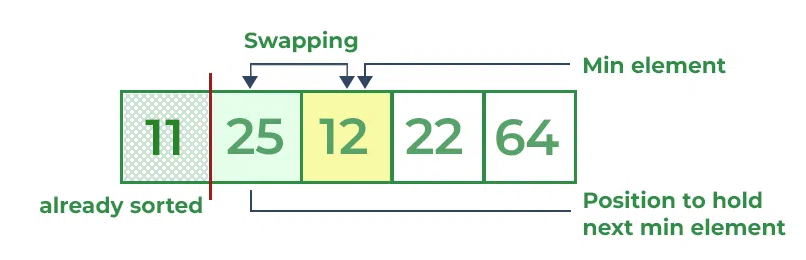 Swapping
Min element
11 25 12 22 64
already sorted
Position to hold
next min element